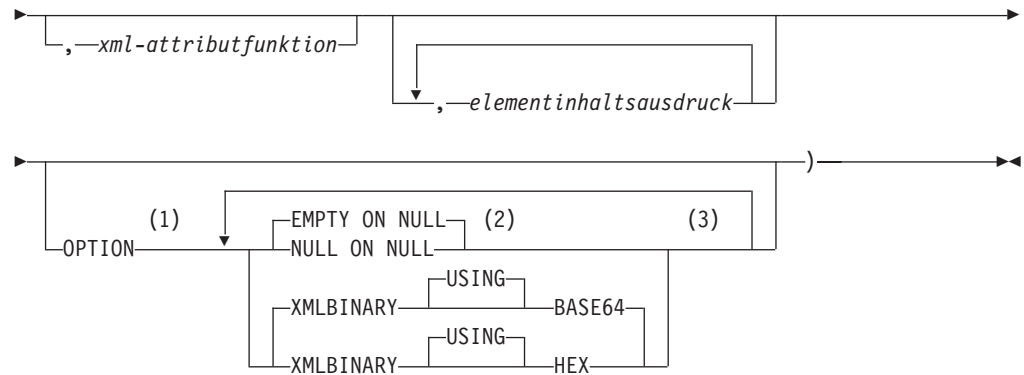 , xml-attributfunktion
, elementinhaltsausdruck
)
(1) (2) (3)
EMPTY ON NULL
OPTION NULL ON NULL
USING
XMLBINARY BASE64
USING
XMLBINARY HEX